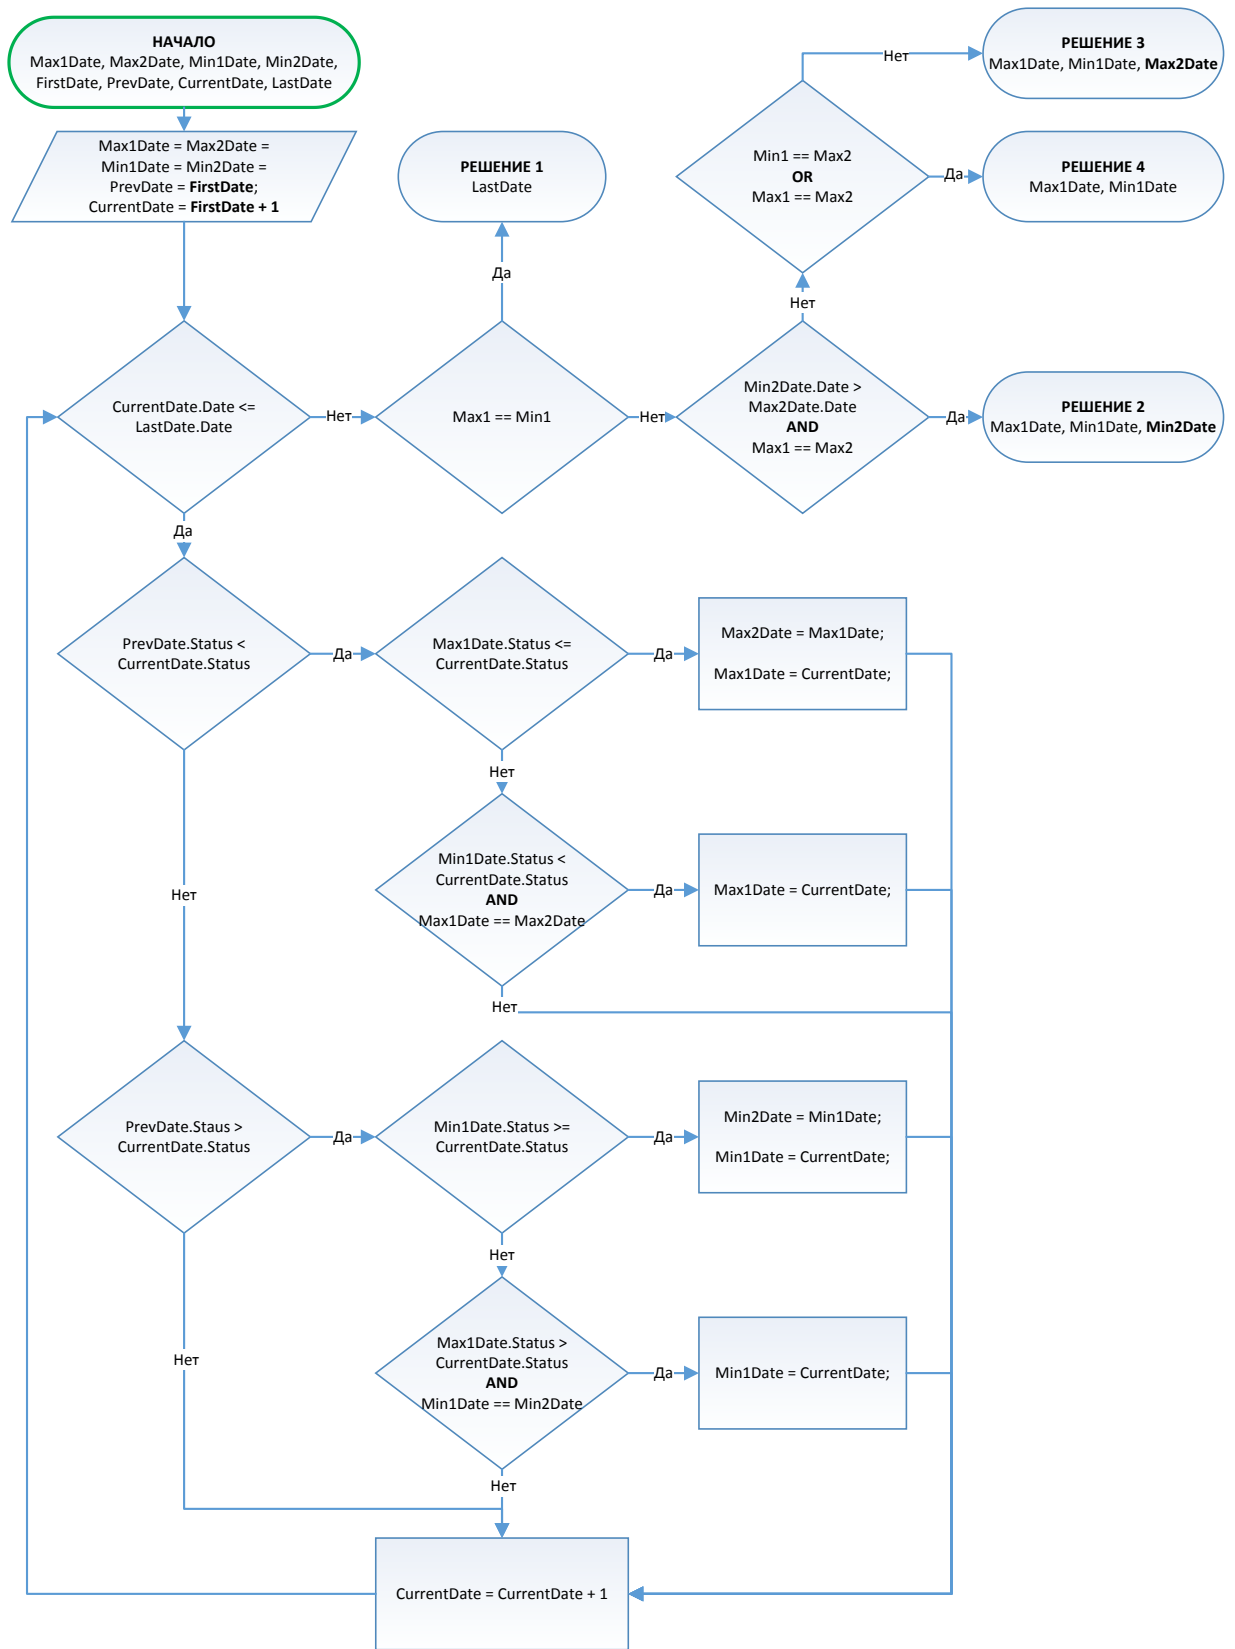 НАЧАЛО
Max1Date, Max2Date, Min1Date, Min2Date,
FirstDate, PrevDate, CurrentDate, LastDate
Max1Date = Max2Date =
Min1Date = Min2Date =
PrevDate = FirstDate;
CurrentDate = FirstDate + 1
РЕШЕНИЕ 1
LastDate
Да
Min1 == Max2
OR
Max1 == Max2
Нет
РЕШЕНИЕ 3
Max1Date, Min1Date, Max2Date
Да
РЕШЕНИЕ 4
Max1Date, Min1Date
Нет
CurrentDate.Date <=
LastDate.Date
Нет
Max1 == Min1
Нет
Min2Date.Date >
Max2Date.Date
AND
Max1 == Max2
Да
РЕШЕНИЕ 2
Max1Date, Min1Date, Min2Date
Да
PrevDate.Status <
CurrentDate.Status
Да
Max1Date.Status <=
CurrentDate.Status
Да
Max2Date = Max1Date;
Max1Date = CurrentDate;
Нет
Нет
Min1Date.Status <
CurrentDate.Status
AND
Max1Date == Max2Date
Да
Max1Date = CurrentDate;
Нет
PrevDate.Staus >
CurrentDate.Status
Да
Min1Date.Status >=
CurrentDate.Status
Да
Min2Date = Min1Date;
Min1Date = CurrentDate;
Нет
Нет
Max1Date.Status >
CurrentDate.Status
AND
Min1Date == Min2Date
Да
Min1Date = CurrentDate;
Нет
CurrentDate = CurrentDate + 1